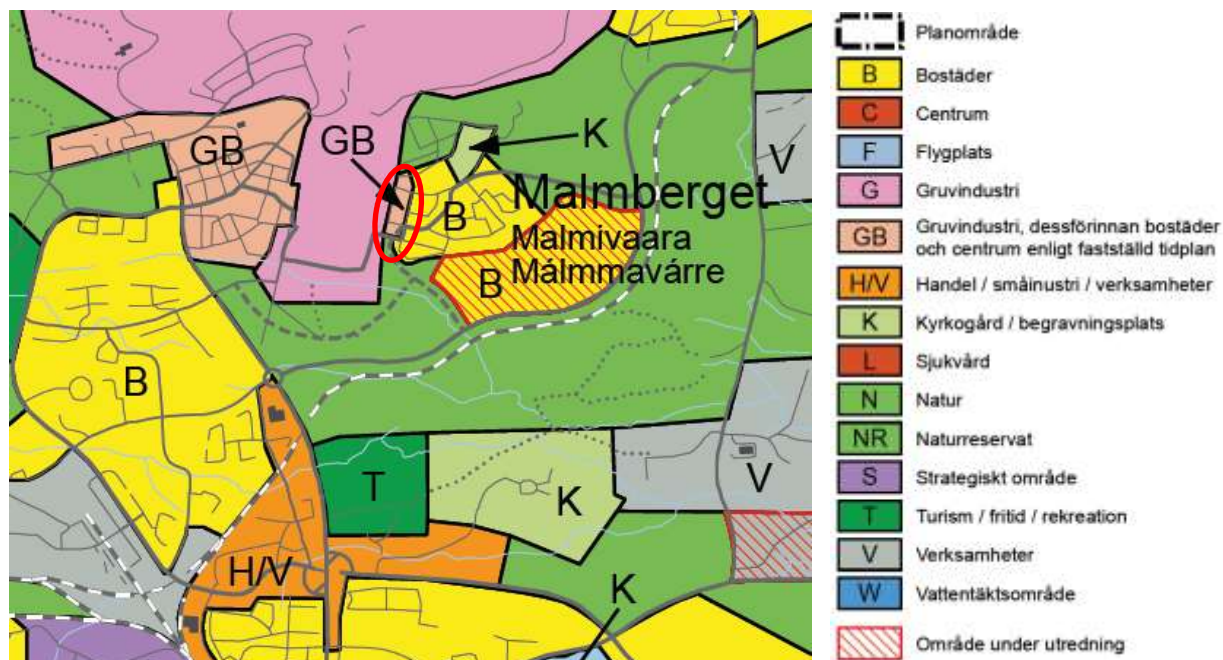 GB
GB
K
V
B
Malmberget
Malmivaara
Málmmavárre
B
B
T
K
V
H/V
K
Planområde
B Bostäder
C Centrum
F Flygplats
G Gruvindustri
GB Gruvindustri, dessförinnan bostäder
och centrum enligt fastställd tidplan
H/V Handel / småinustri / verksamheter
K Kyrkogård / begravningsplats
L Sjukvård
N Natur
NR Naturreservat
S Strategiskt område
T Turism / fritid / rekreation
V Verksamheter
W Vattentäktsområde
Område under utredning